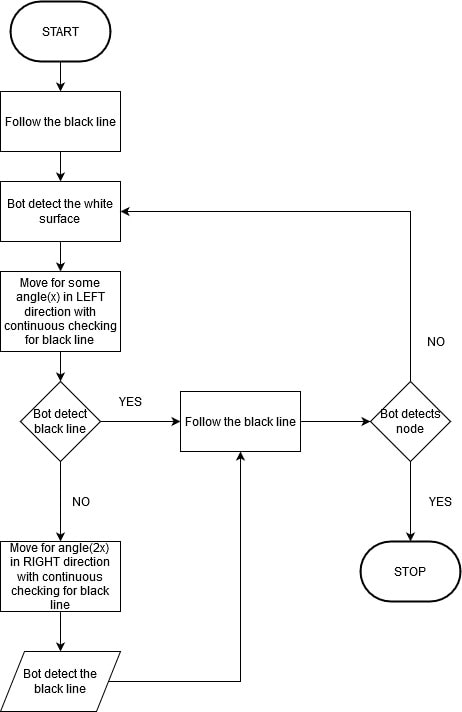 START
Follow the black line
Bot detect the white
surface
Move for some
angle(x) in LEFT
direction with
continuous checking
for black line
NO
Bot detect
black line
YES
Follow the black line
Bot detects
node
NO
YES
Move for angle(2x)
in RIGHT direction
with continuous
checking for black
line
STOP
Bot detect the
black line